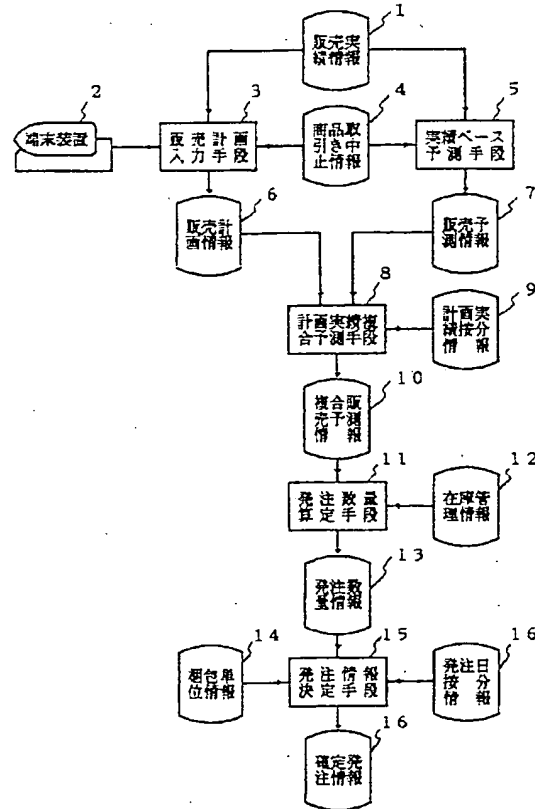 1
販売実
績情報
2
端末装置
3
販売計画
入力手段
4
商品取
引き中
止情報
5
実績ベース
予測手段
6
販売計
画情報
7
販売予
測情報
8
計画実績複
合予測手段
9
計画実
績按分
情報
10
複合販
売予測
情報
11
発注数量
算定手段
12
在庫管
理情報
13
発注数
量情報
14
梱包単
位情報
15
発注情報
決定手段
16
発注日
按分
情報
16
確定発
注情報